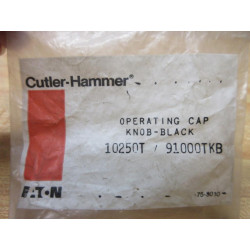 Cutler-Hammer®
OPERATING CAP
KNOB-BLACK
10250T / 91000TKB
EATON